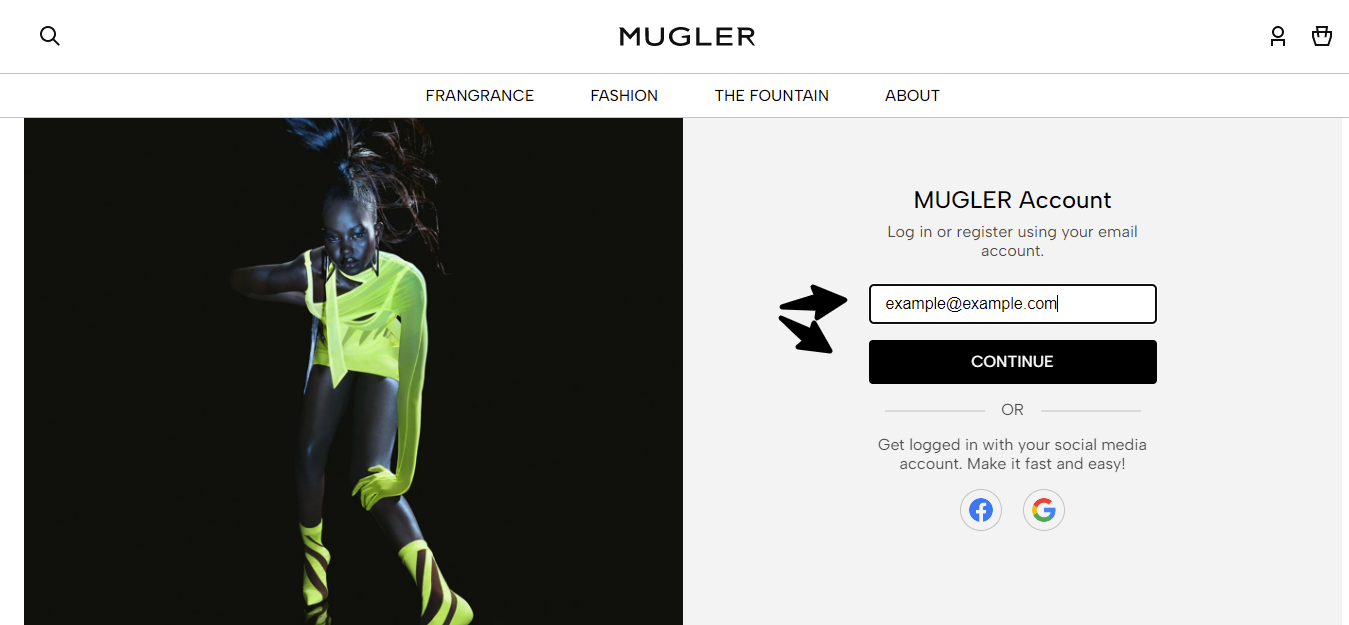 MUGLER
FRANGRANCE FASHION THE FOUNTAIN ABOUT
MUGLER Account
Log in or register using your email
account.
example@example.com
CONTINUE
OR
Get logged in with your social media
account. Make it fast and easy!